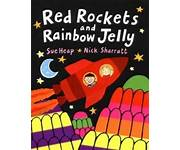 Red Rockets
and
Rainbow Jelly
Sue Heap • Nick Sharratt